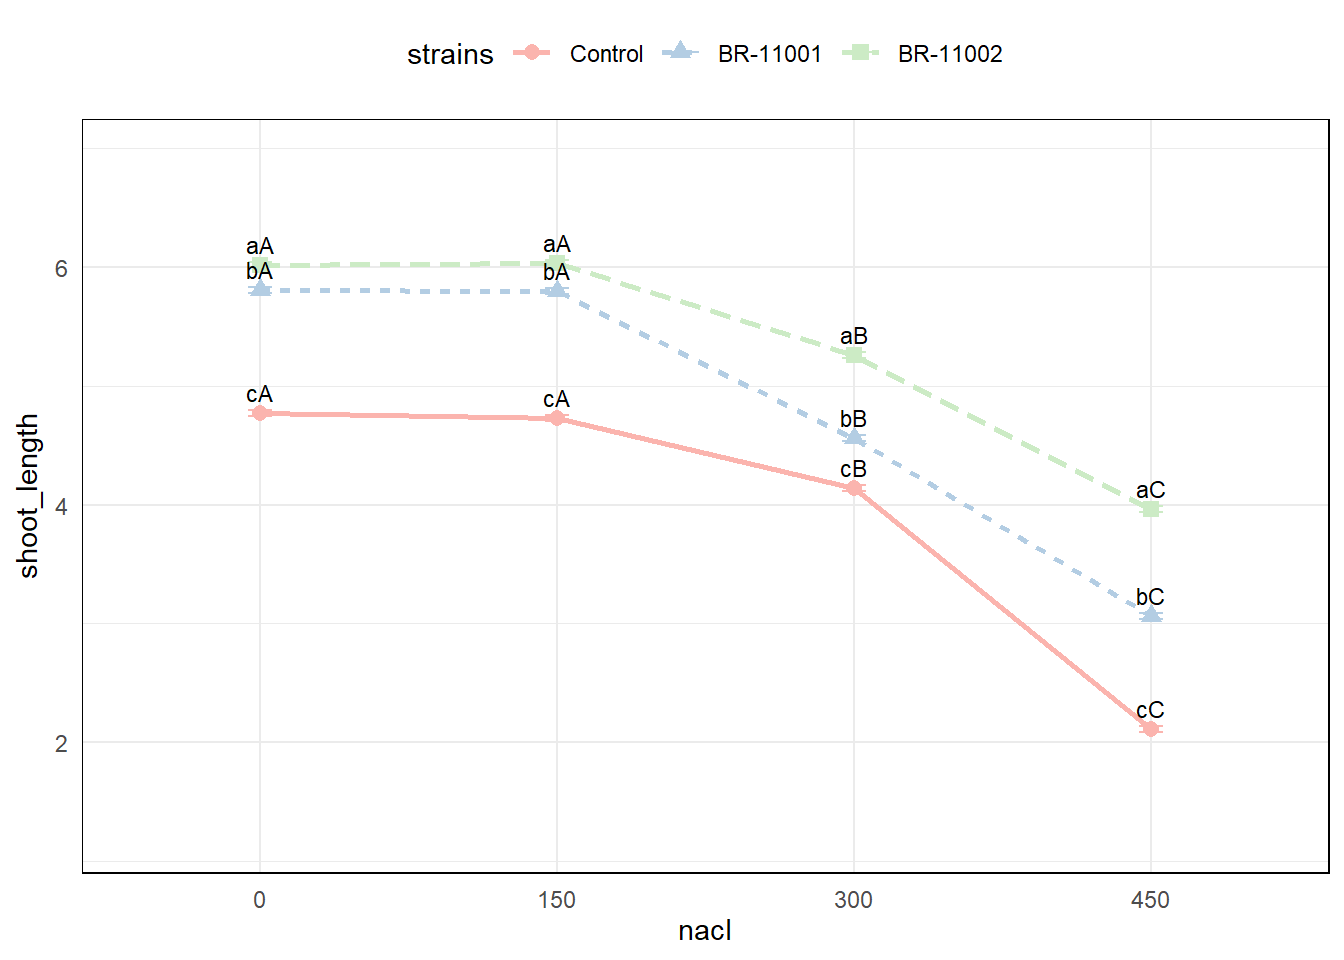 strains Control BR-11001 BR-11002
aA aA
bA bA
6
aB
cA cA
bB
cB
aC
4
bC
cC
2
shoot_length
0 150 300 450
nacl